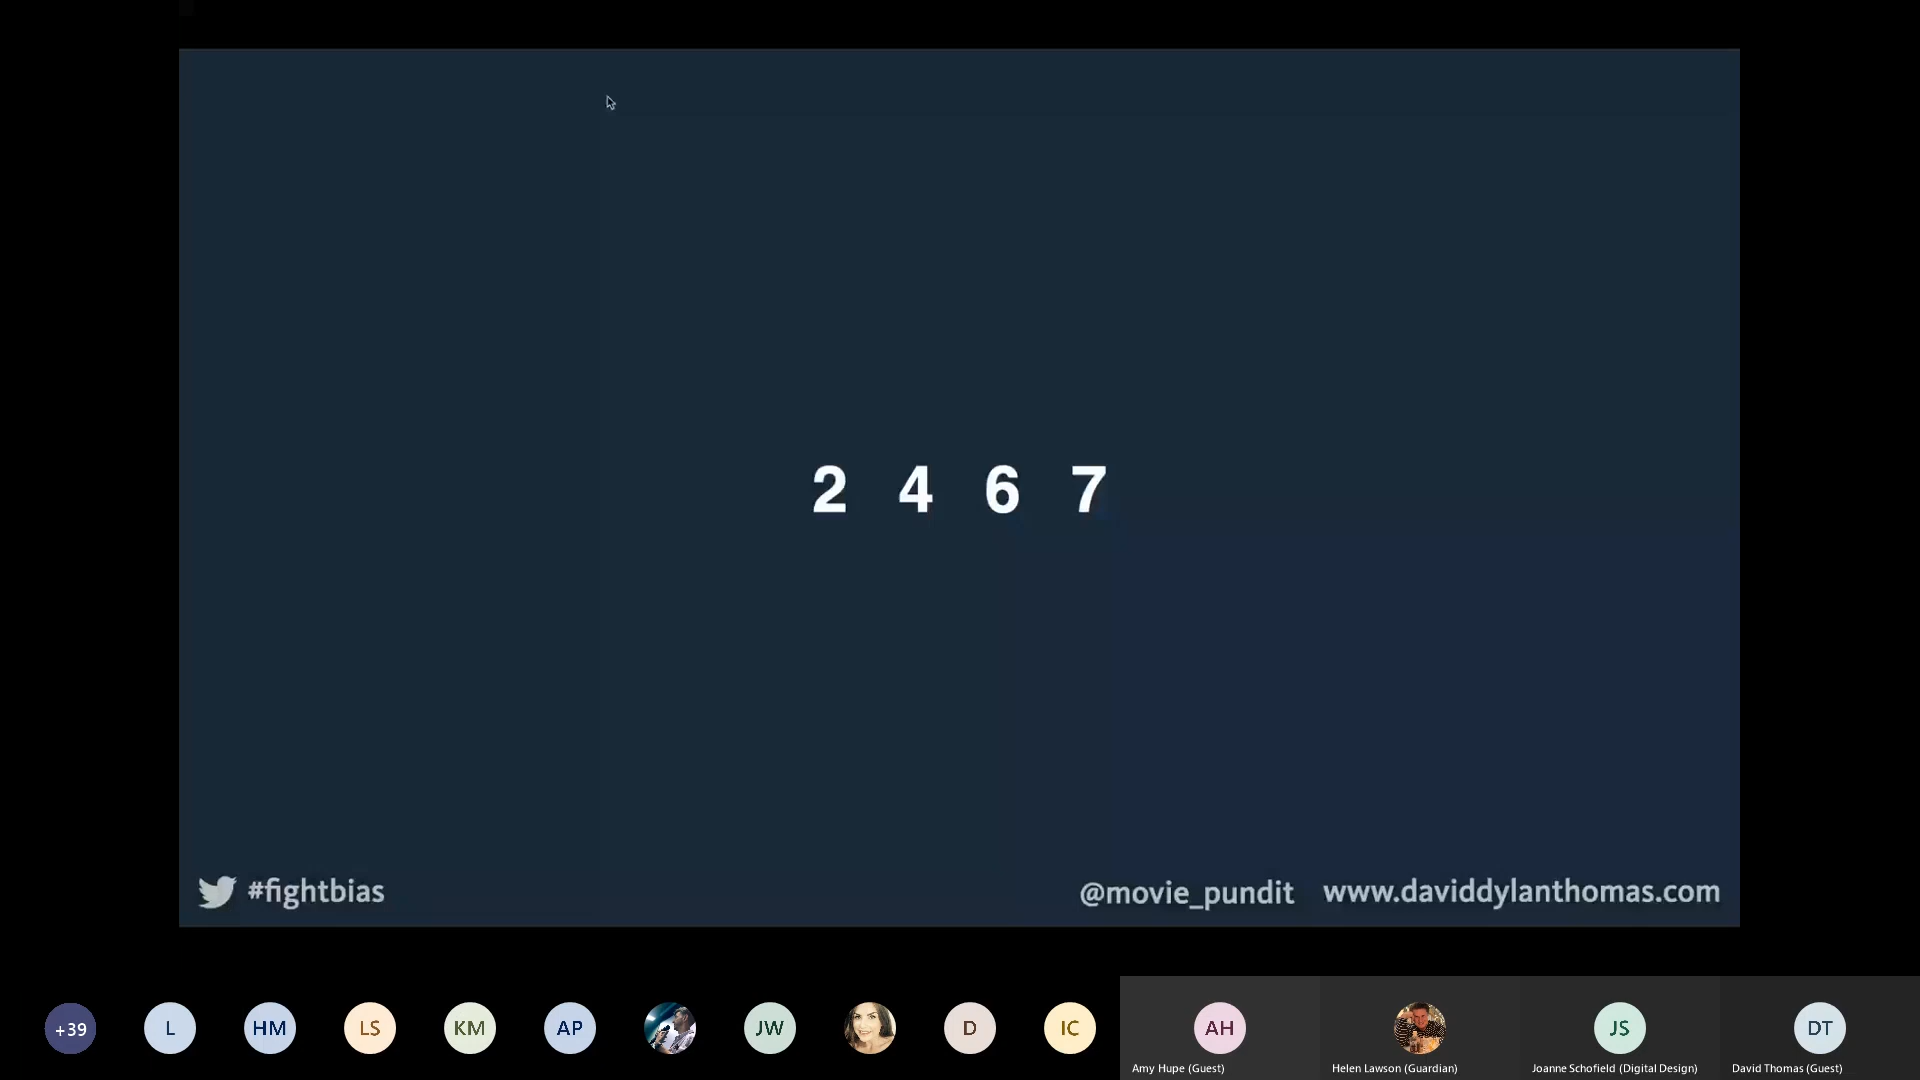 2 4 6 7
#fightbias
@movie_pundit www.daviddylanthomas.com
+39 L HM LS KM AP JW D IC AH JS DT
Amy Hupe (Guest) Helen Lawson (Guardian) Joanne Schofield (Digital Design) David Thomas (Guest)